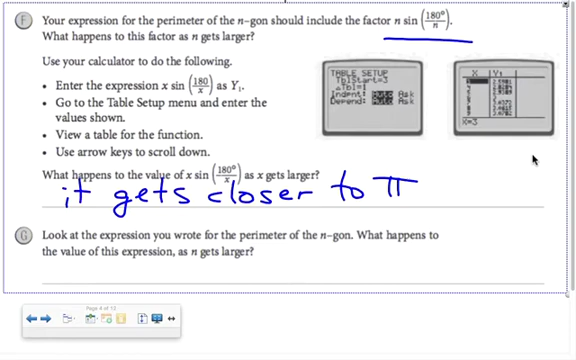 F Your expression for the perimeter of the n-gon should include the factor n sin (180°/n).
What happens to this factor as n gets larger?
Use your calculator to do the following.
• Enter the expression x sin (180/x) as Y₁.
• Go to the Table Setup menu and enter the
values shown.
• View a table for the function.
• Use arrow keys to scroll down.
TABLE SETUP
TblStart=3
△Tbl=1
Indpnt: Auto Ask
Depend: Auto Ask
X Y₁
X=3
What happens to the value of x sin (180°/x) as x gets larger?
it gets closer to π
G Look at the expression you wrote for the perimeter of the n-gon. What happens to
the value of this expression, as n gets larger?
Page 4 of 13